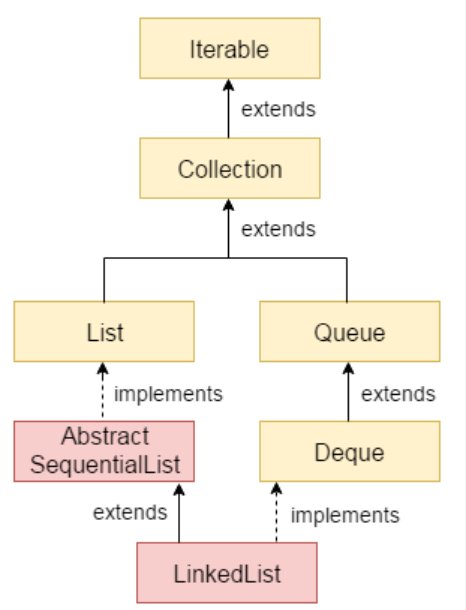 Iterable
extends
Collection
extends
List
Queue
implements
extends
Abstract
SequentialList
Deque
extends
implements
LinkedList